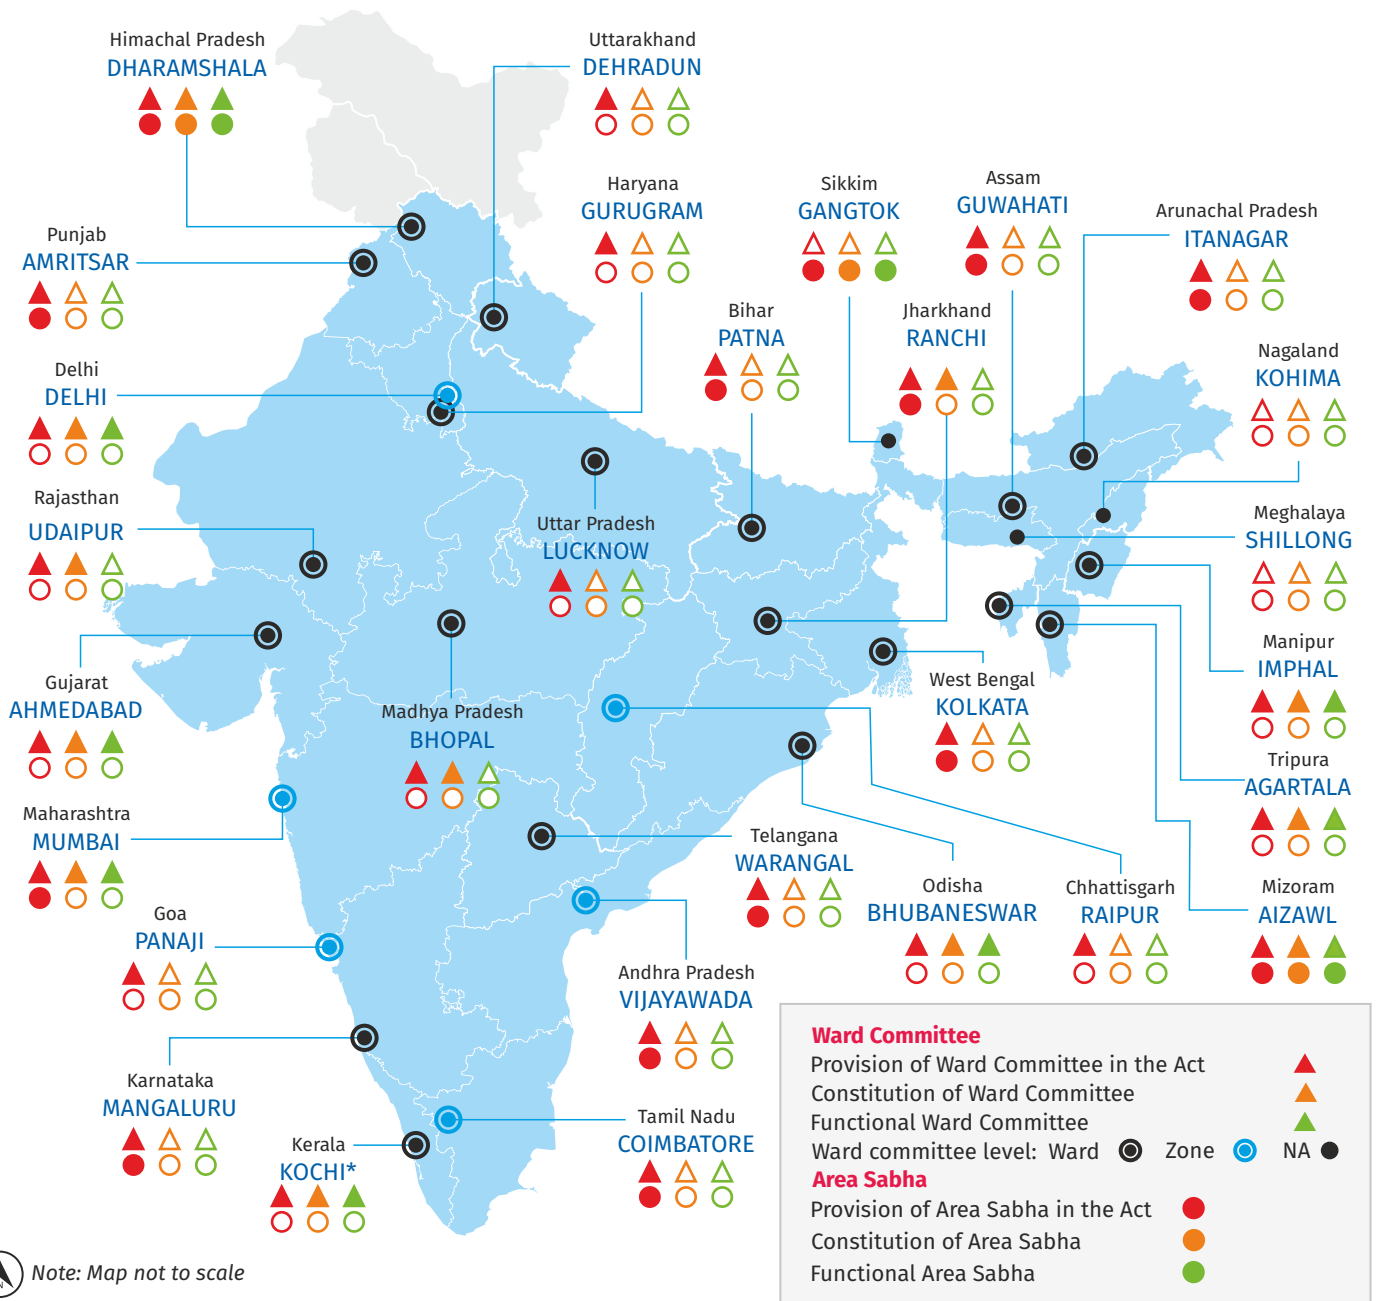 Himachal Pradesh
DHARAMSHALA
Uttarakhand
DEHRADUN
Haryana
GURUGRAM
Sikkim
GANGTOK
Assam
GUWAHATI
Arunachal Pradesh
ITANAGAR
Punjab
AMRITSAR
Bihar
PATNA
Jharkhand
RANCHI
Nagaland
KOHIMA
Delhi
DELHI
Rajasthan
UDAIPUR
Uttar Pradesh
LUCKNOW
Meghalaya
SHILLONG
Manipur
IMPHAL
Gujarat
AHMEDABAD
Madhya Pradesh
BHOPAL
West Bengal
KOLKATA
Tripura
AGARTALA
Maharashtra
MUMBAI
Telangana
WARANGAL
Odisha
BHUBANESWAR
Chhattisgarh
RAIPUR
Mizoram
AIZAWL
Goa
PANAJI
Andhra Pradesh
VIJAYAWADA
Karnataka
MANGALURU
Kerala
KOCHI*
Tamil Nadu
COIMBATORE
Ward Committee
Provision of Ward Committee in the Act
Constitution of Ward Committee
Functional Ward Committee
Ward committee level: Ward Zone NA
Area Sabha
Provision of Area Sabha in the Act
Constitution of Area Sabha
Functional Area Sabha
N
Note: Map not to scale